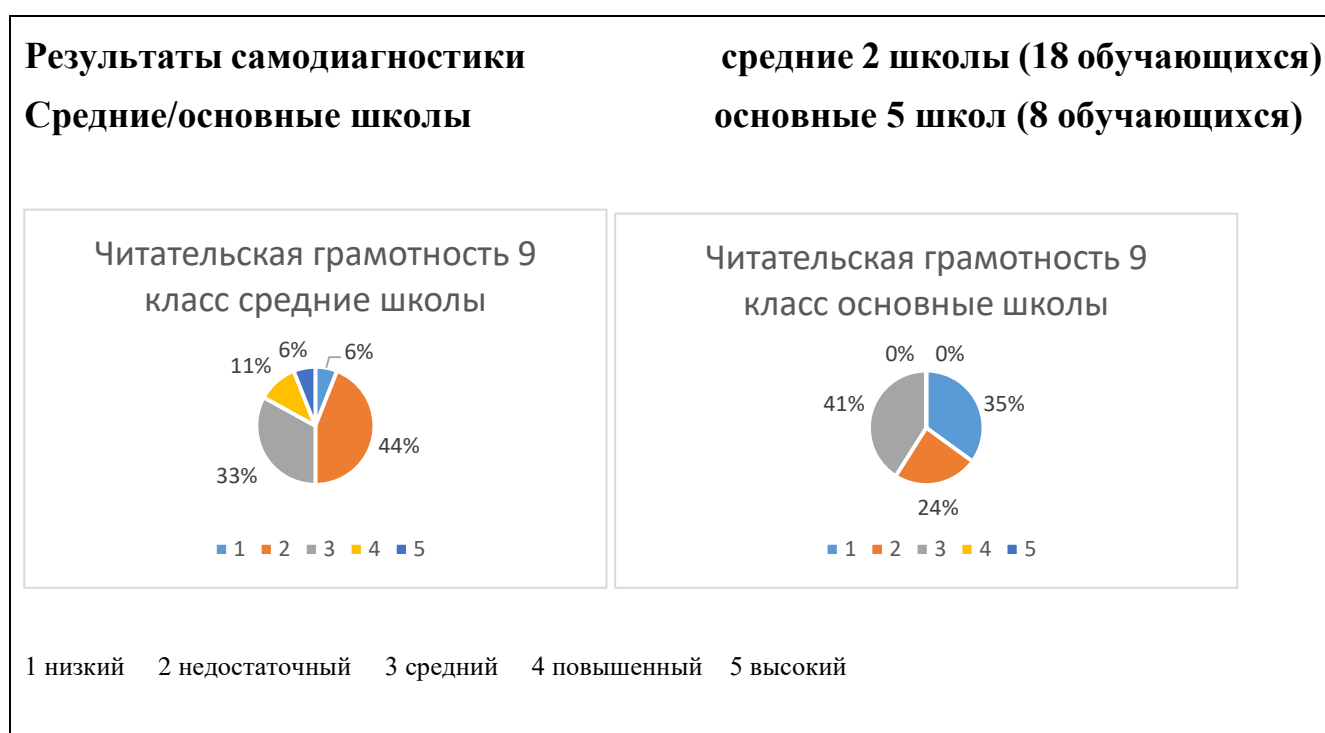 Результаты самодиагностики средние 2 школы (18 обучающихся)
Средние/основные школы основные 5 школ (8 обучающихся)
Читательская грамотность 9
класс средние школы
6%
6%
11%
44%
33%
1 2 3 4 5
Читательская грамотность 9
класс основные школы
0% 0%
41%
35%
24%
1 2 3 4 5
1 низкий 2 недостаточный 3 средний 4 повышенный 5 высокий